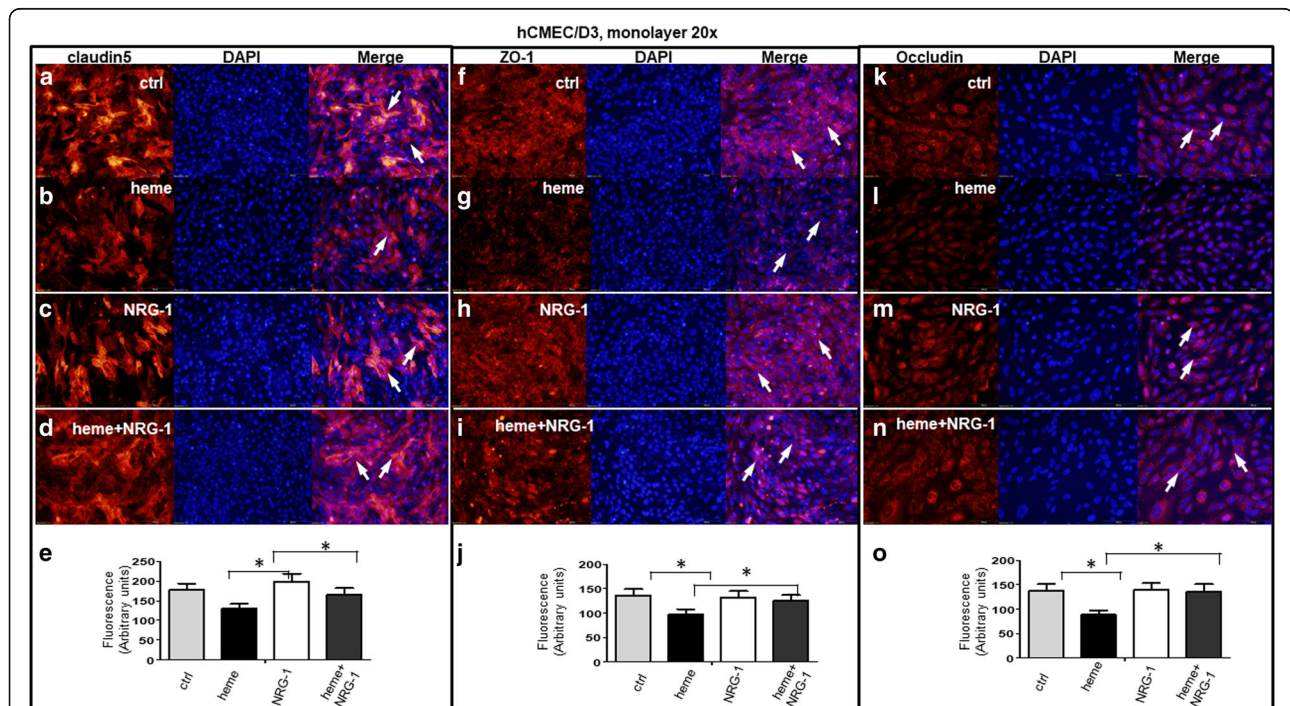 hCMEC/D3, monolayer 20x
claudin5 DAPI Merge
a ctrl
b heme
c NRG-1
d heme+NRG-1
e
Fluorescence
(Arbitrary units)
250
200
150
100
50
0
*
*
ctrl heme NRG-1 heme+
NRG-1
ZO-1 DAPI Merge
f ctrl
g heme
h NRG-1
i heme+NRG-1
j
Fluorescence
(Arbitrary units)
200
150
100
50
0
*
*
ctrl heme NRG-1 heme+
NRG-1
Occludin DAPI Merge
k ctrl
l heme
m NRG-1
n heme+NRG-1
o
Fluorescence
(Arbitrary units)
200
150
100
50
0
*
*
ctrl heme NRG-1 heme+
NRG-1